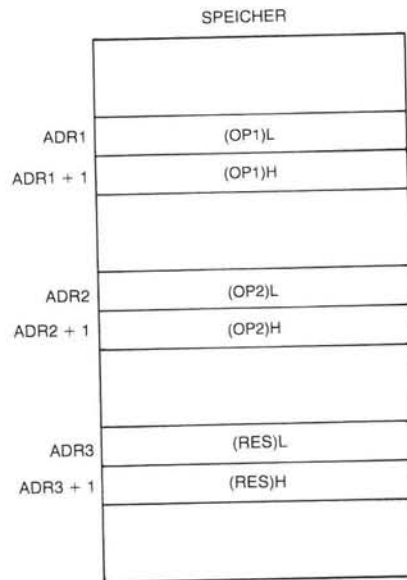 SPEICHER
ADR1 (OP1)L
ADR1 + 1 (OP1)H
ADR2 (OP2)L
ADR2 + 1 (OP2)H
ADR3 (RES)L
ADR3 + 1 (RES)H